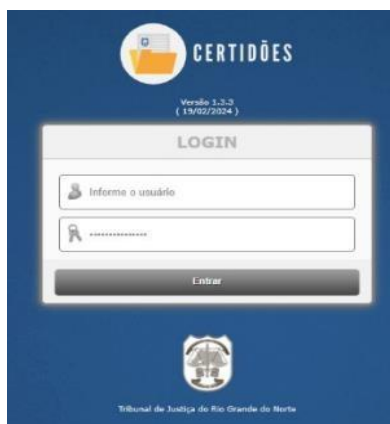 CERTIDÕES
Versão 1.3.3
( 19/02/2024 )
LOGIN
Informe o usuário
Entrar
Tribunal de Justiça do Rio Grande do Norte